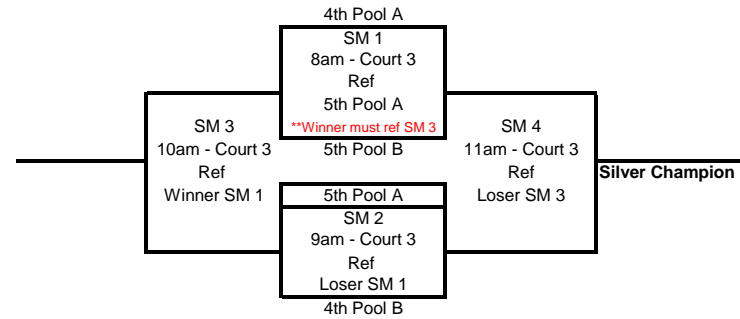 4th Pool A
SM 1
8am - Court 3
Ref
5th Pool A
**Winner must ref SM 3
5th Pool B
SM 3
10am - Court 3
Ref
Winner SM 1
SM 4
11am - Court 3
Ref
Loser SM 3
Silver Champion
5th Pool A
SM 2
9am - Court 3
Ref
Loser SM 1
4th Pool B